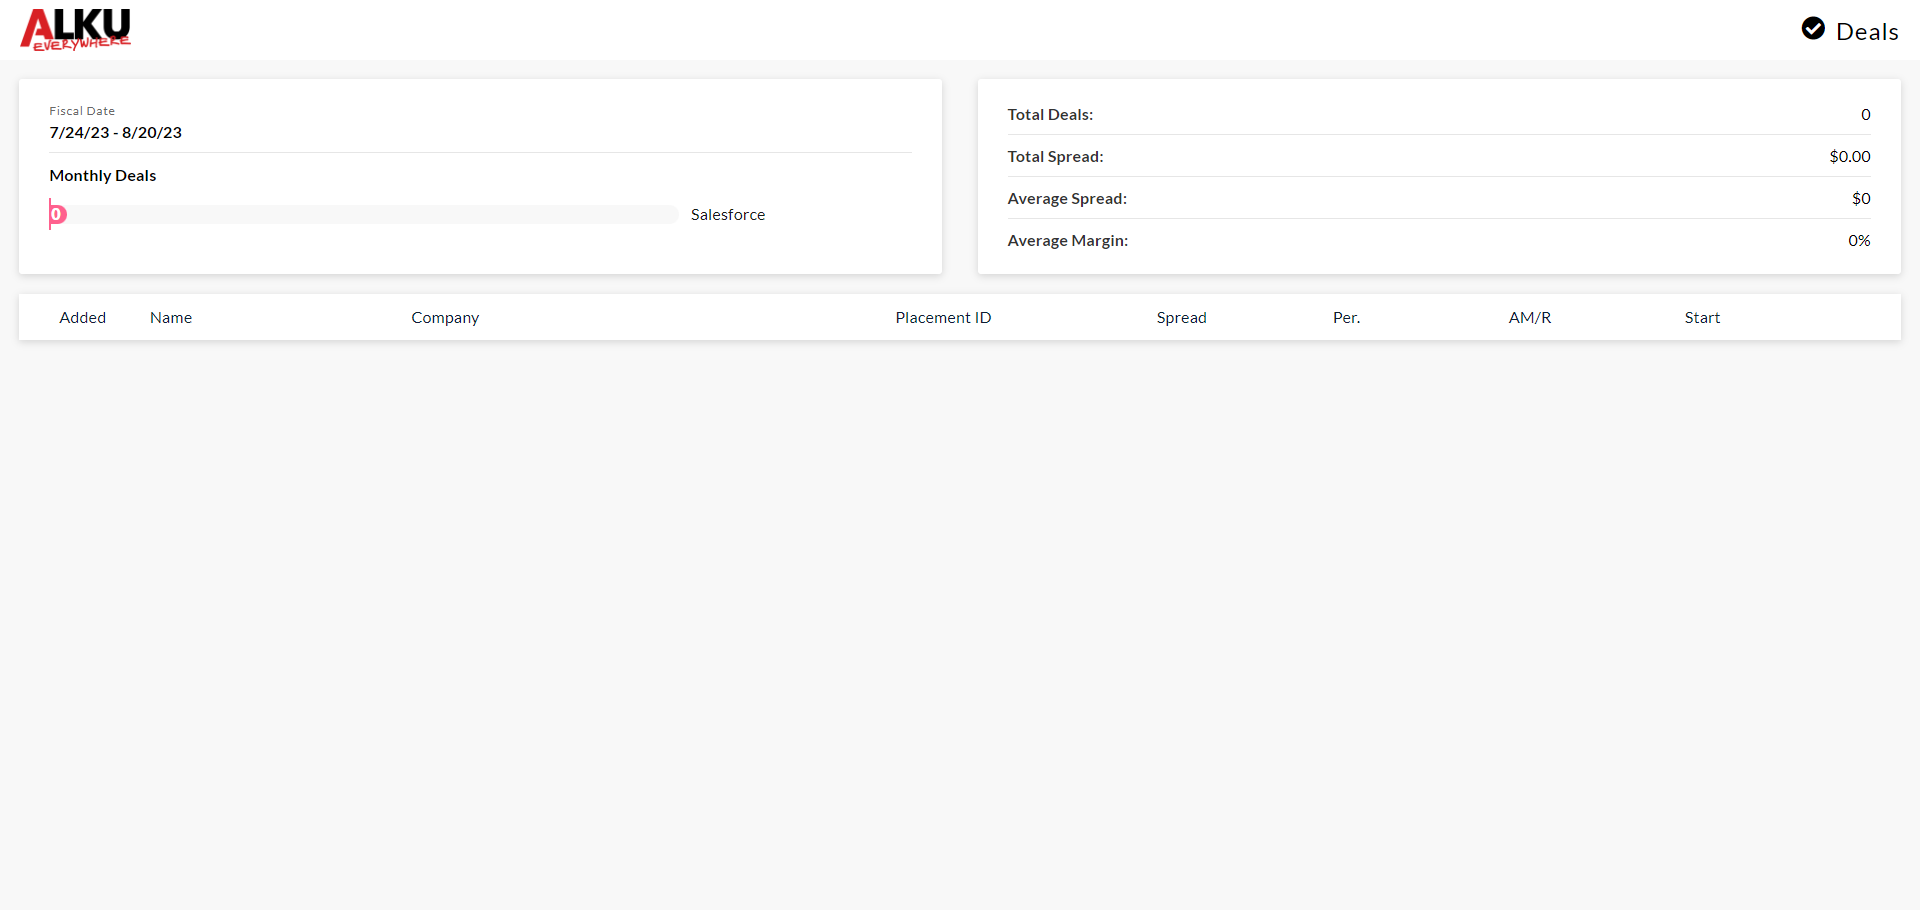 ALKU
EVERYWHERE
Deals
Fiscal Date
7/24/23 - 8/20/23
Monthly Deals
0
Salesforce
Total Deals: 0
Total Spread: $0.00
Average Spread: $0
Average Margin: 0%
Added Name Company Placement ID Spread Per. AM/R Start